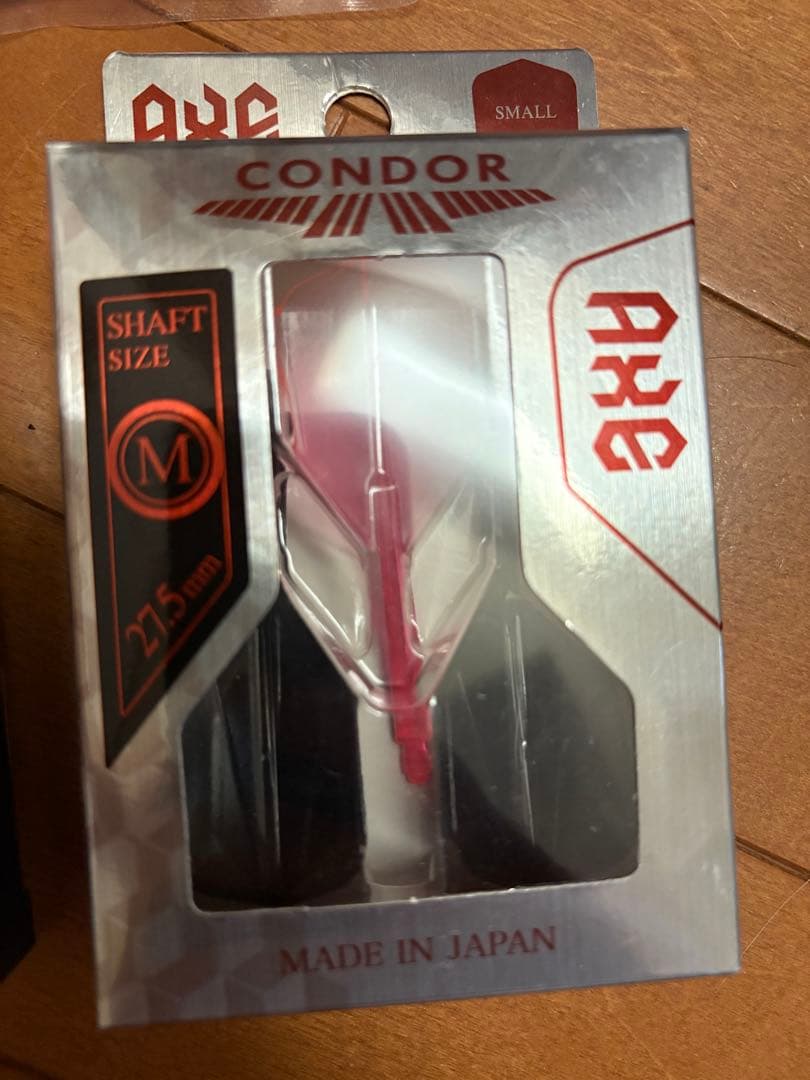 AXE
SMALL
CONDOR
AXE
SHAFT
SIZE
M
27.5mm
MADE IN JAPAN